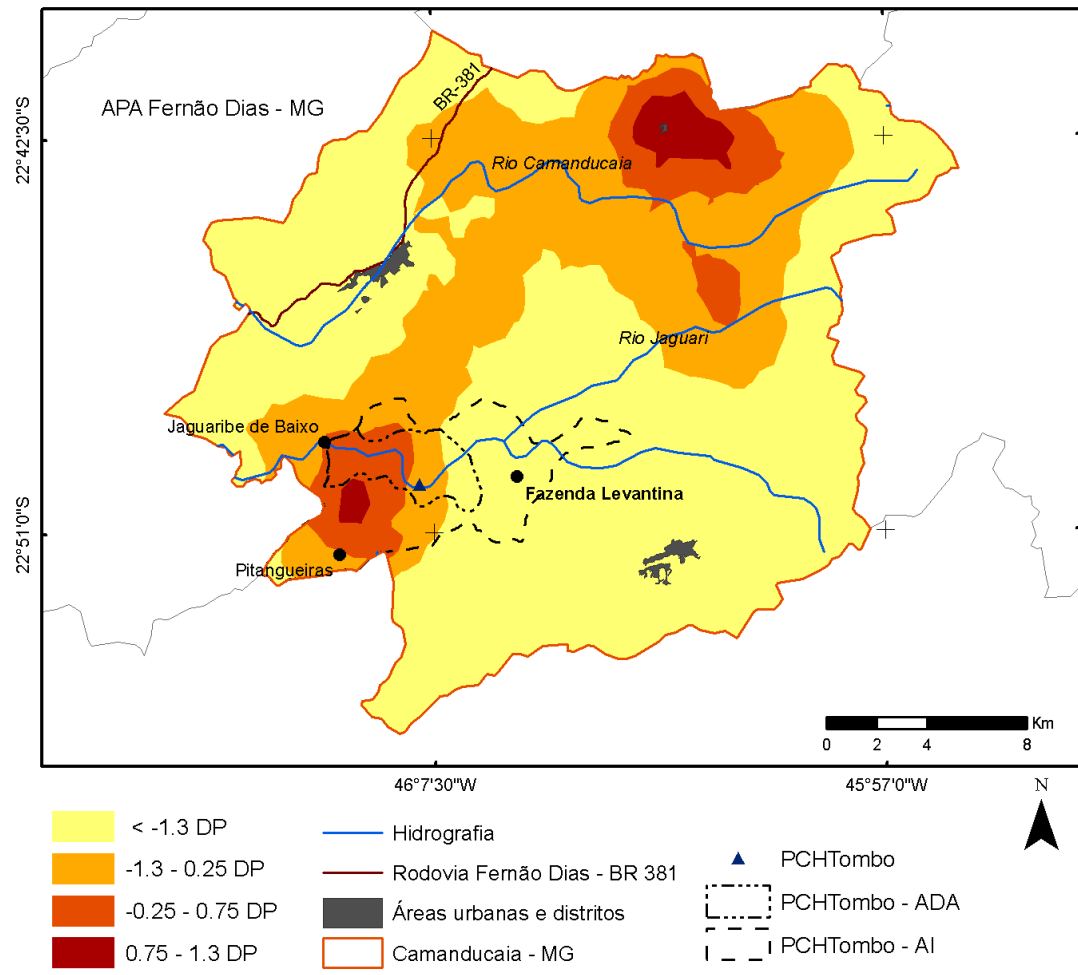 APA Fernão Dias - MG
BR-381
22°42'30"S
Rio Camanducaia
Rio Jaguari
Jaguaribe de Baixo
Fazenda Levantina
22°51'0"S
Pitangueiras
Km
0 2 4 8
46°7'30"W
45°57'0"W
N
< -1.3 DP
-1.3 - 0.25 DP
-0.25 - 0.75 DP
0.75 - 1.3 DP
Hidrografia
Rodovia Fernão Dias - BR 381
Áreas urbanas e distritos
Camanducaia - MG
PCHTombo
PCHTombo - ADA
PCHTombo - AI